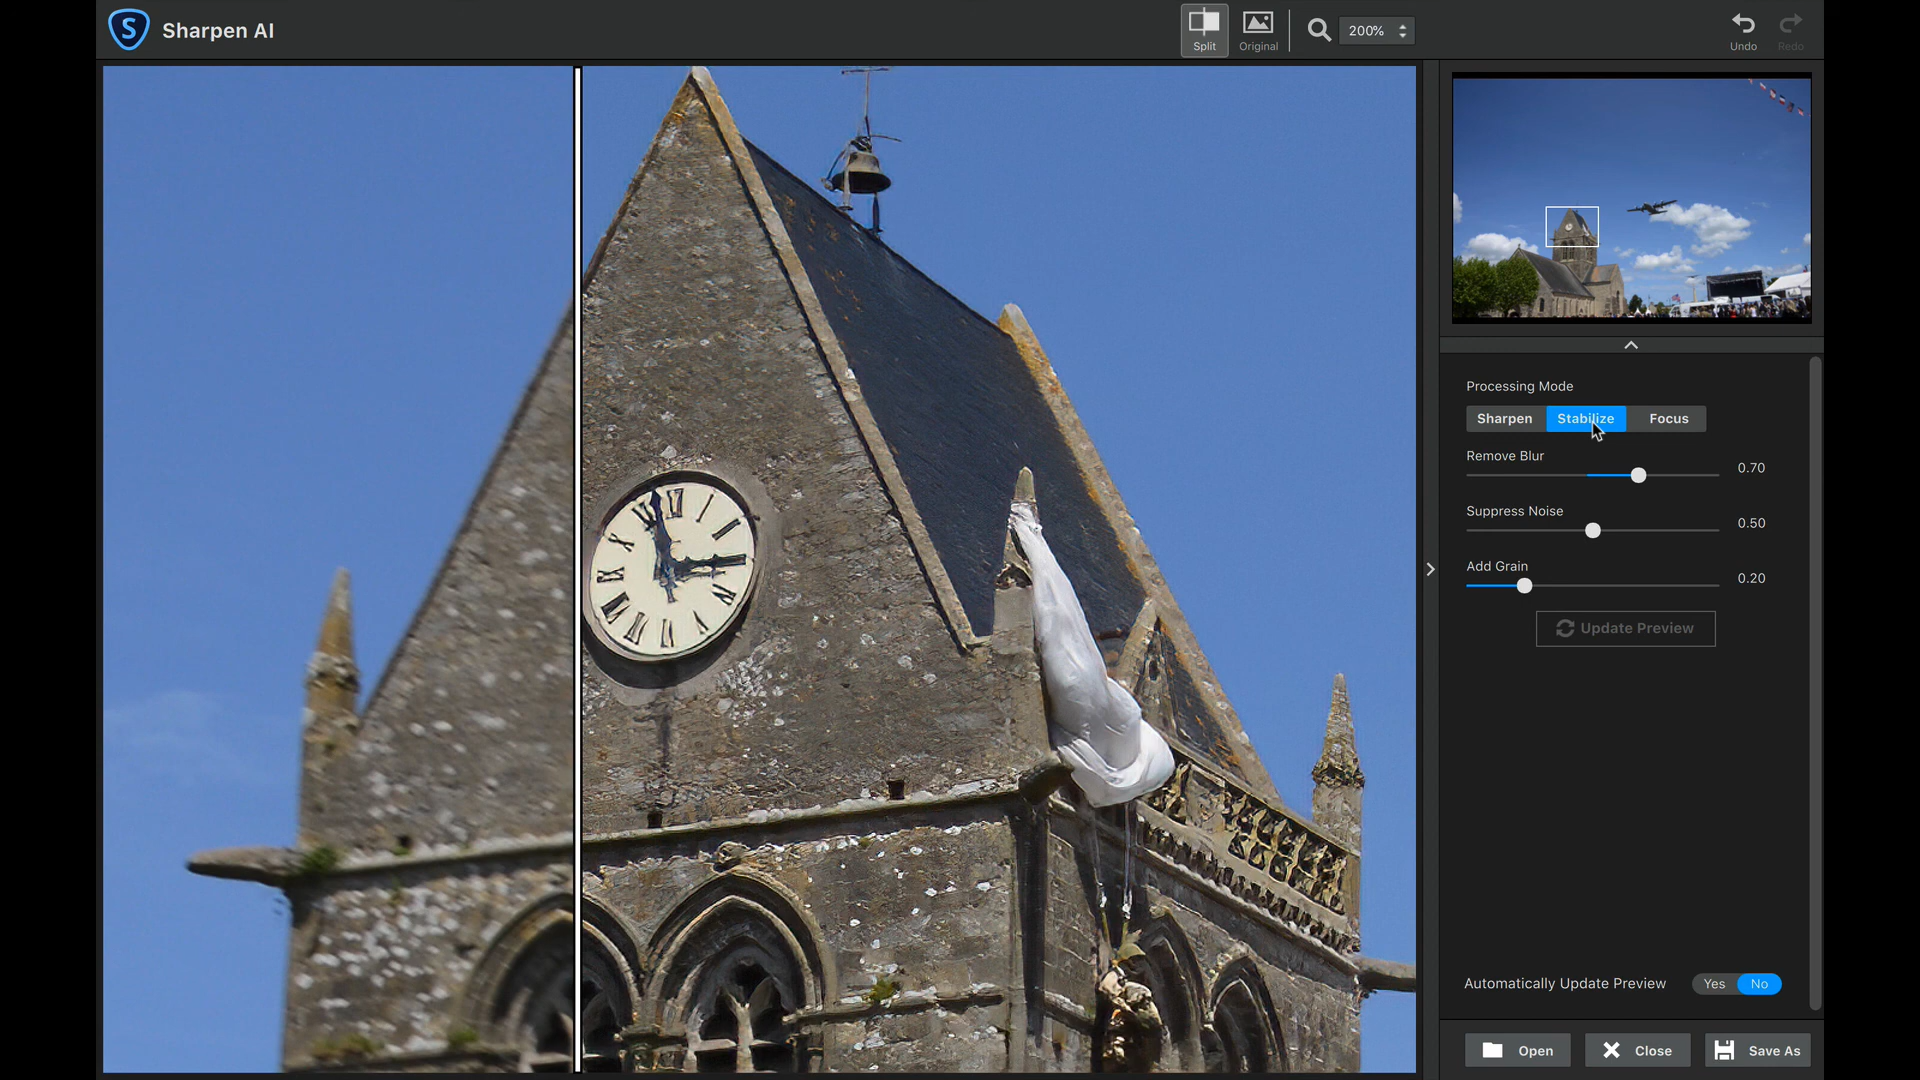 S Sharpen AI
Split
Original
200%
Undo
Redo
Processing Mode
Sharpen Stabilize Focus
Remove Blur
0.70
Suppress Noise
0.50
Add Grain
0.20
Update Preview
Automatically Update Preview Yes No
Open Close Save As